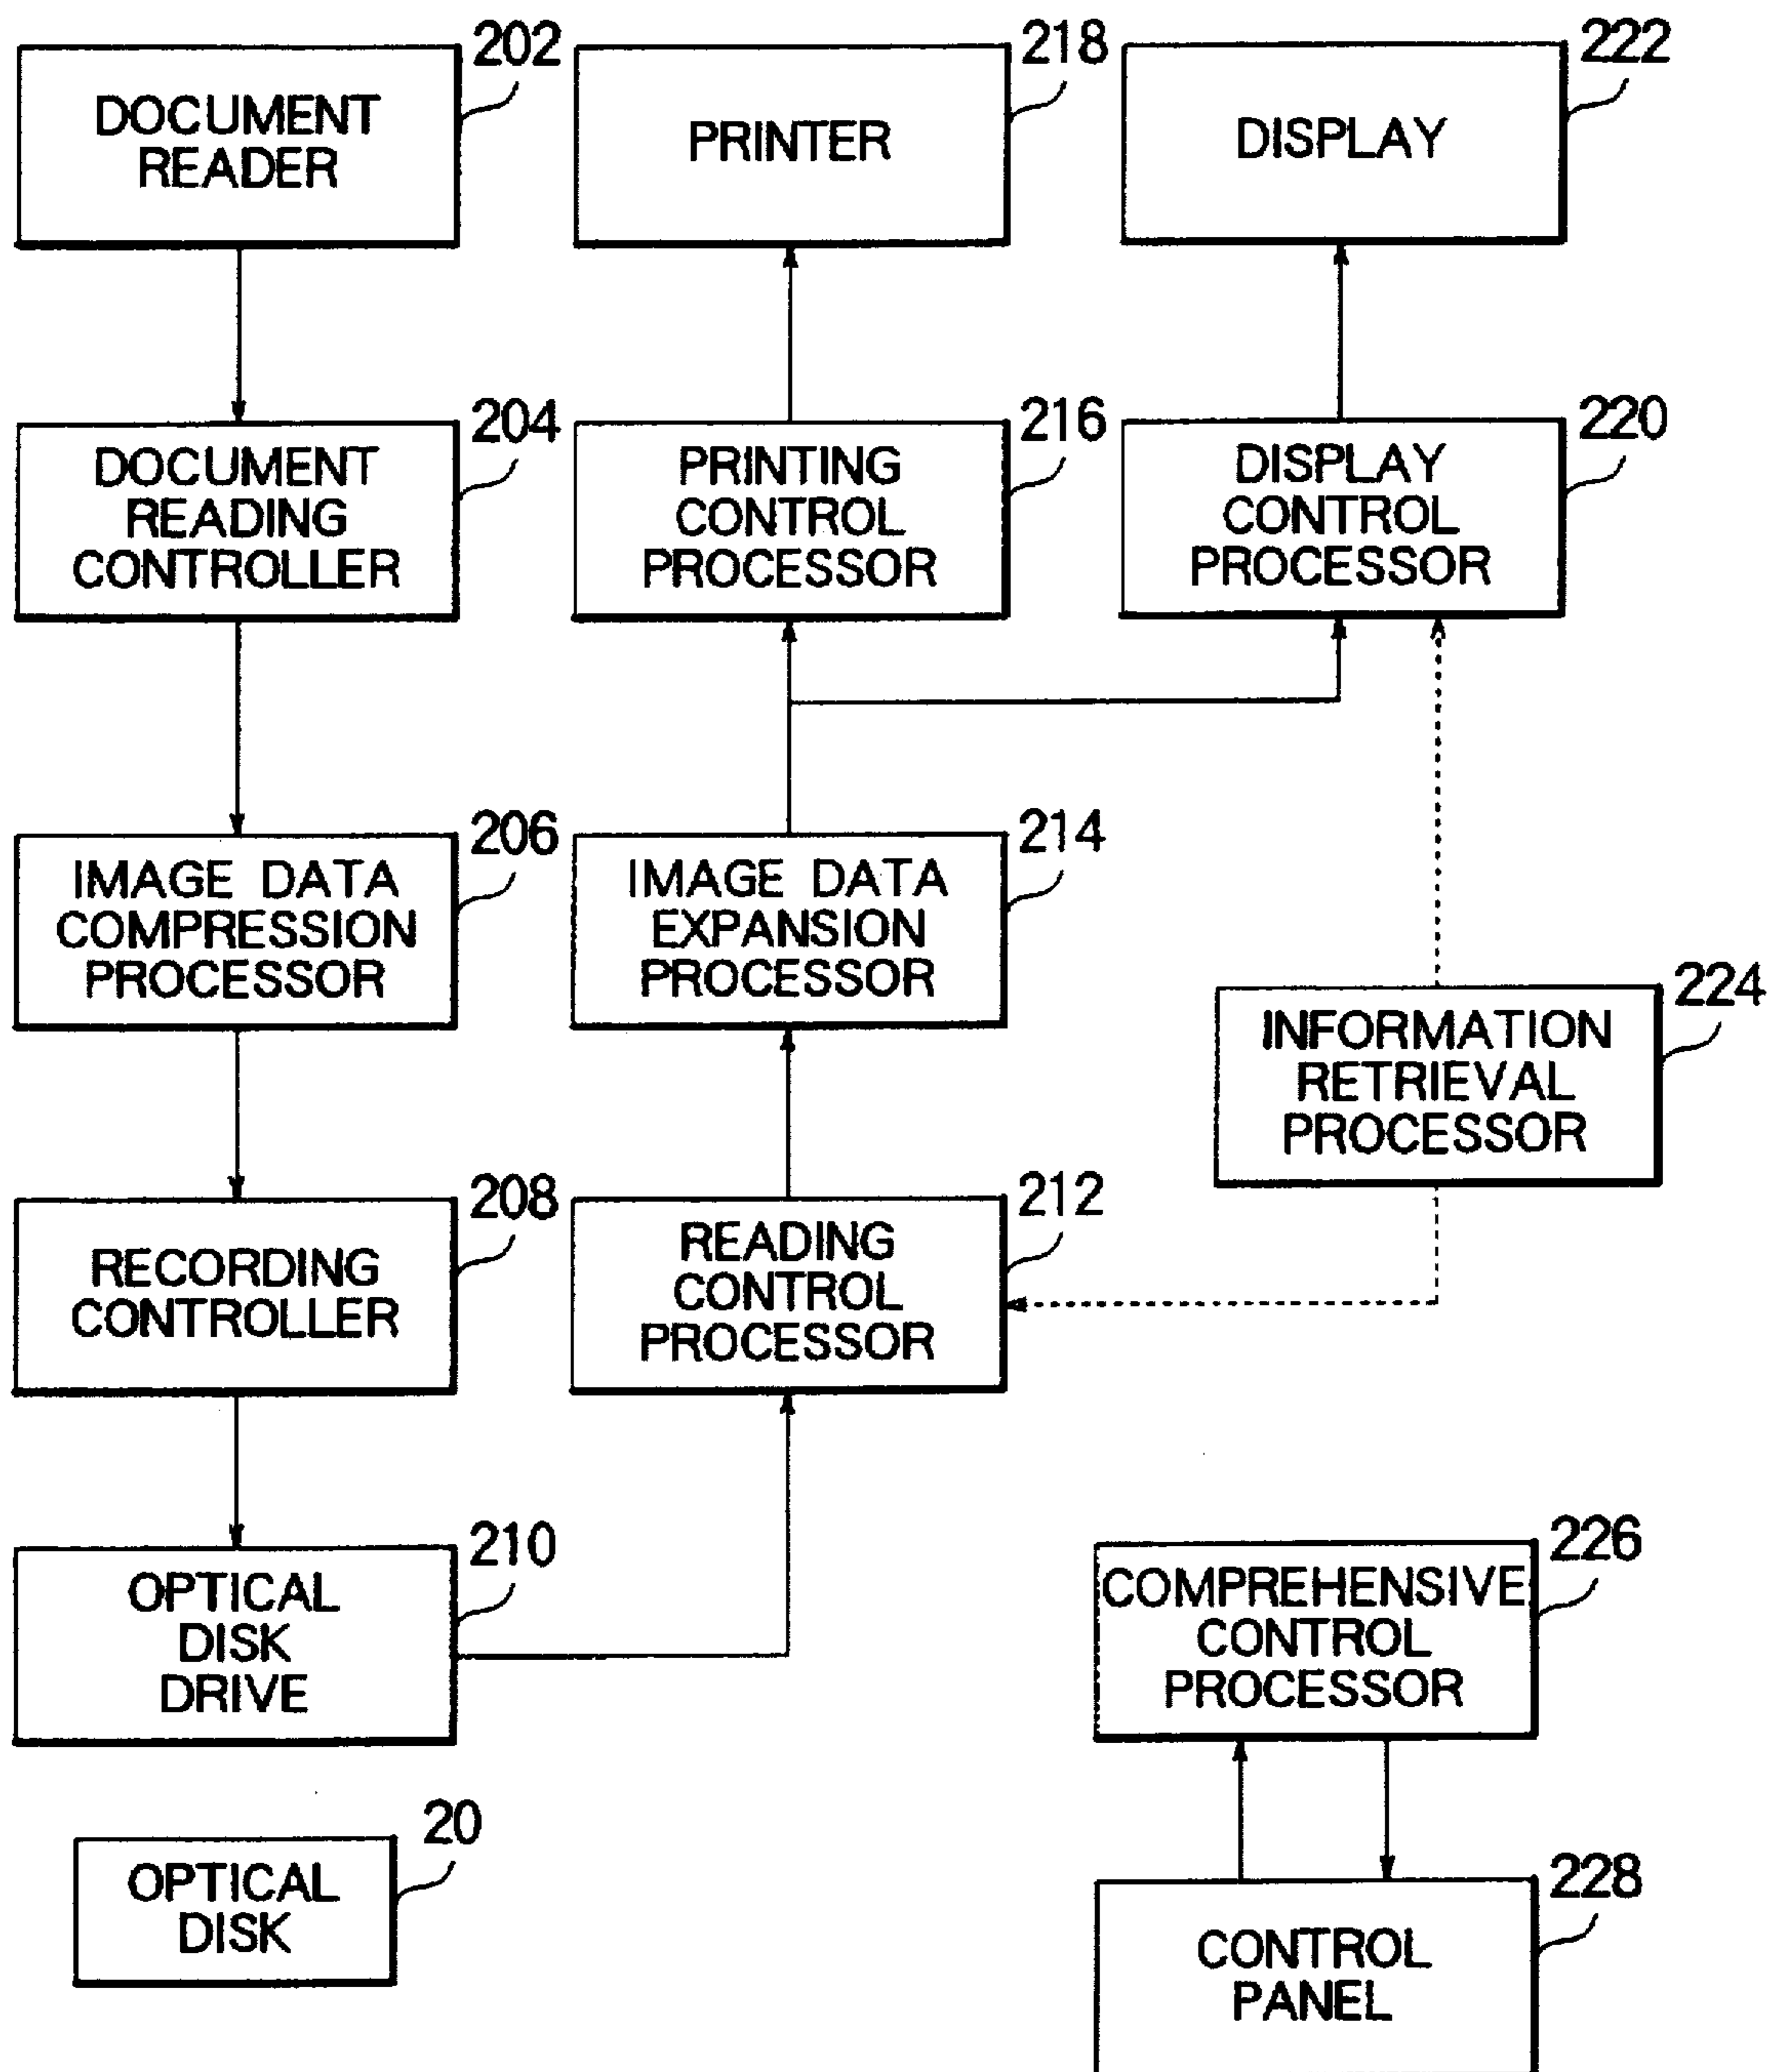 202
DOCUMENT
READER
218
PRINTER
222
DISPLAY
204
DOCUMENT
READING
CONTROLLER
216
PRINTING
CONTROL
PROCESSOR
220
DISPLAY
CONTROL
PROCESSOR
206
IMAGE DATA
COMPRESSION
PROCESSOR
214
IMAGE DATA
EXPANSION
PROCESSOR
224
INFORMATION
RETRIEVAL
PROCESSOR
208
RECORDING
CONTROLLER
212
READING
CONTROL
PROCESSOR
210
OPTICAL
DISK
DRIVE
226
COMPREHENSIVE
CONTROL
PROCESSOR
20
OPTICAL
DISK
228
CONTROL
PANEL